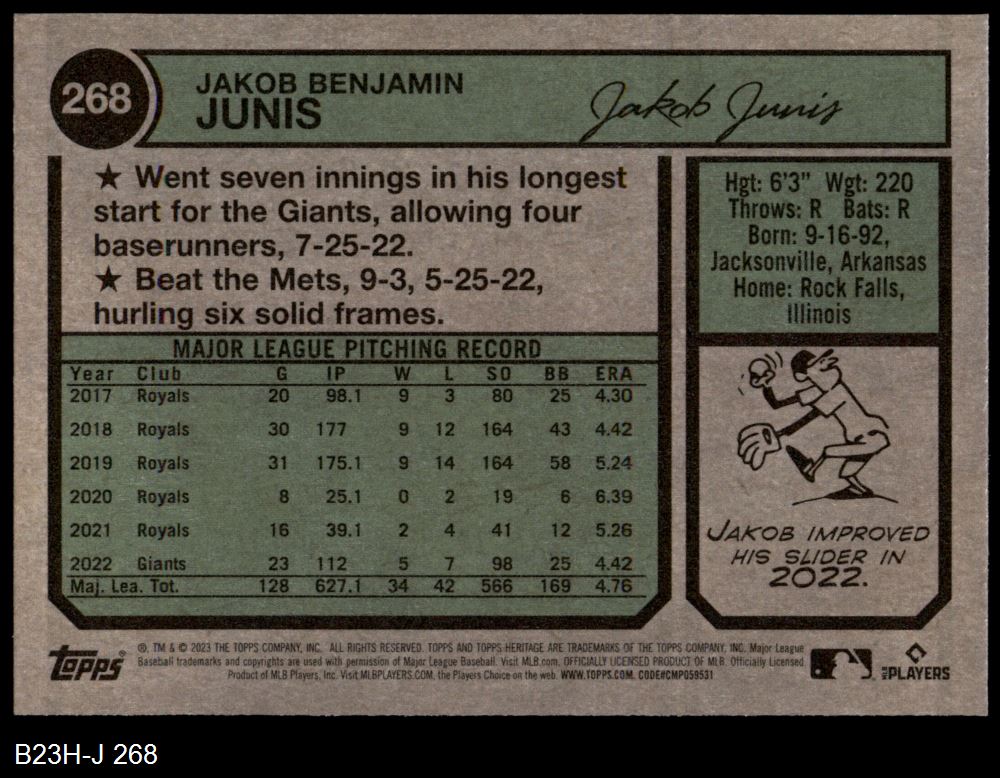 268
JAKOB BENJAMIN
JUNIS
Jakob Junis
★ Went seven innings in his longest
start for the Giants, allowing four
baserunners, 7-25-22.
★ Beat the Mets, 9-3, 5-25-22,
hurling six solid frames.
Hgt: 6'3" Wgt: 220
Throws: R Bats: R
Born: 9-16-92,
Jacksonville, Arkansas
Home: Rock Falls,
Illinois
MAJOR LEAGUE PITCHING RECORD
Year Club G IP W L SO BB ERA
2017 Royals 20 98.1 9 3 80 25 4.30
2018 Royals 30 177 9 12 164 43 4.42
2019 Royals 31 175.1 9 14 164 58 5.24
2020 Royals 8 25.1 0 2 19 6 6.39
2021 Royals 16 39.1 2 4 41 12 5.26
2022 Giants 23 112 5 7 98 25 4.42
Maj. Lea. Tot. 128 627.1 34 42 566 169 4.76
JAKOB IMPROVED
HIS SLIDER IN
2022.
Topps
®, TM & © 2023 THE TOPPS COMPANY, INC. ALL RIGHTS RESERVED. TOPPS AND TOPPS HERITAGE ARE TRADEMARKS OF THE TOPPS COMPANY, INC. Major League
Baseball trademarks and copyrights are used with permission of Major League Baseball. Visit MLB.com. OFFICIALLY LICENSED PRODUCT OF MLB. Officially Licensed
Product of MLB Players, Inc. Visit MLBPLAYERS.COM, the Players Choice on the web. WWW.TOPPS.COM. CODE#CMP059531
MLB PLAYERS
B23H-J 268